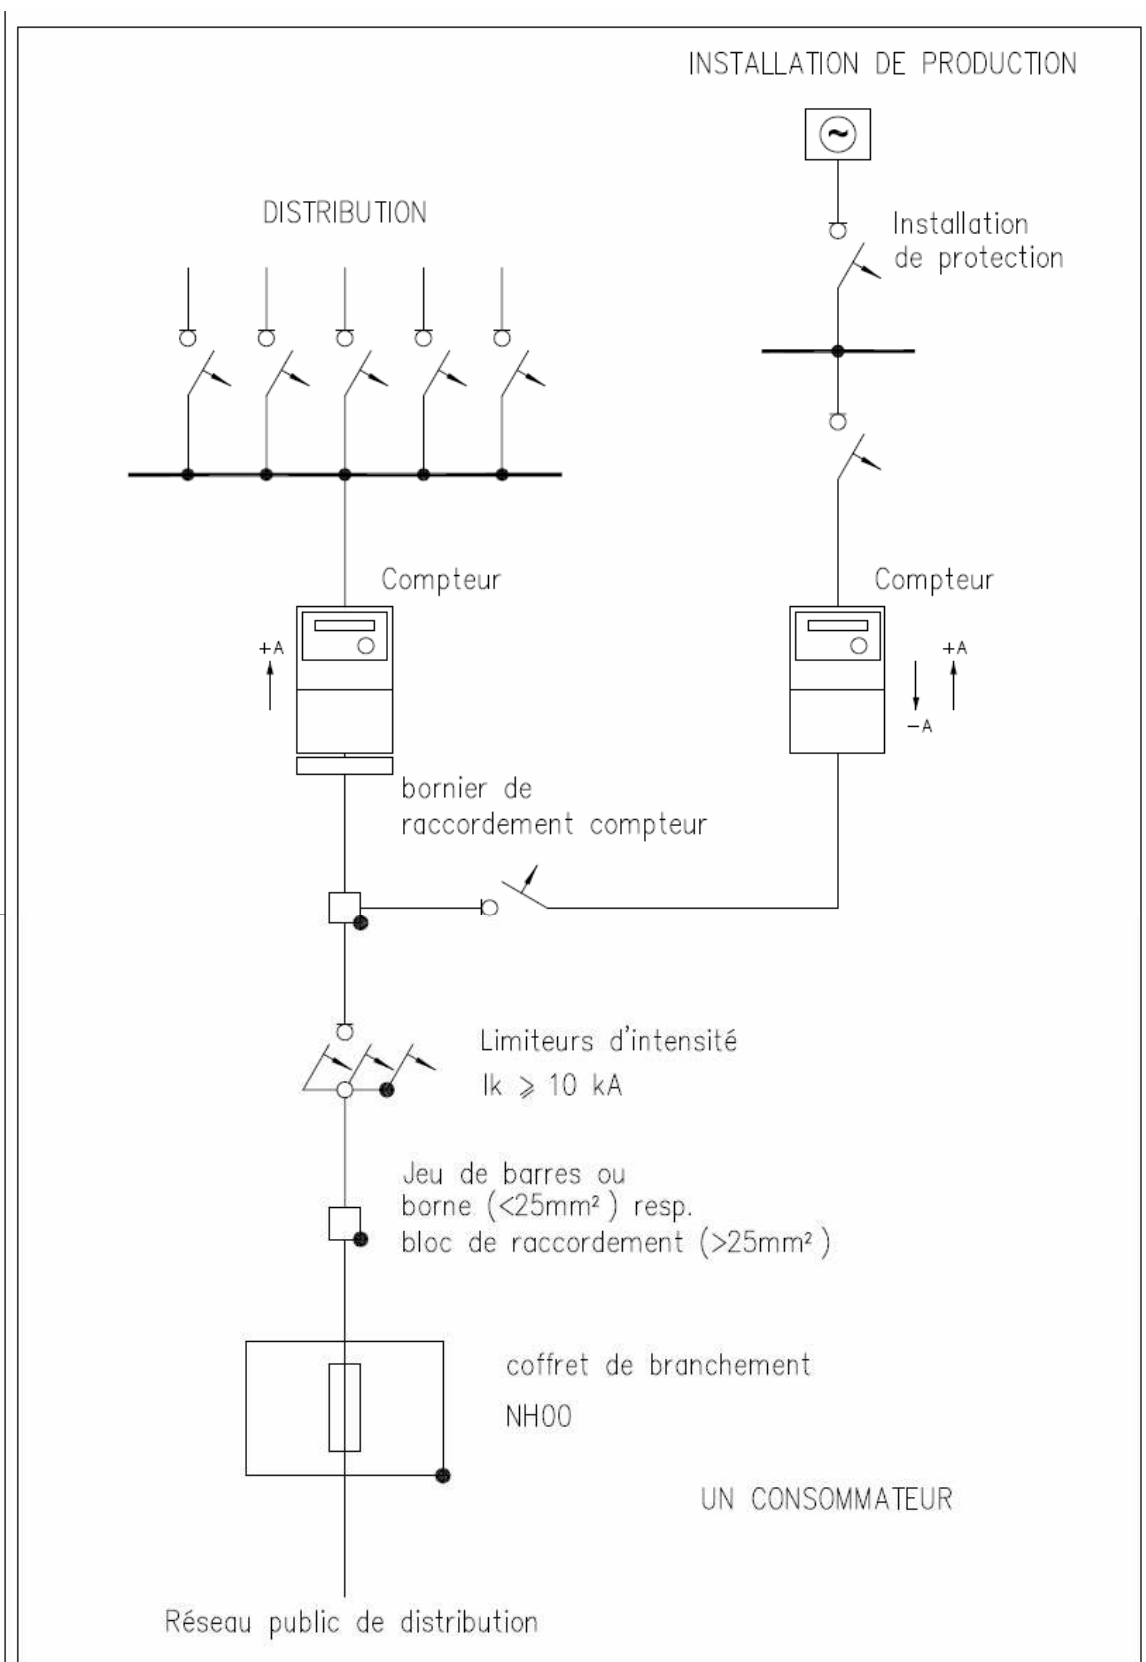 INSTALLATION DE PRODUCTION
DISTRIBUTION
Installation
de protection
Compteur
Compteur
+A
+A
-A
bornier de
raccordement compteur
Limiteurs d'intensité
Ik ⩾ 10 kA
Jeu de barres ou
borne (<25mm²) resp.
bloc de raccordement (>25mm²)
coffret de branchement
NH00
UN CONSOMMATEUR
Réseau public de distribution